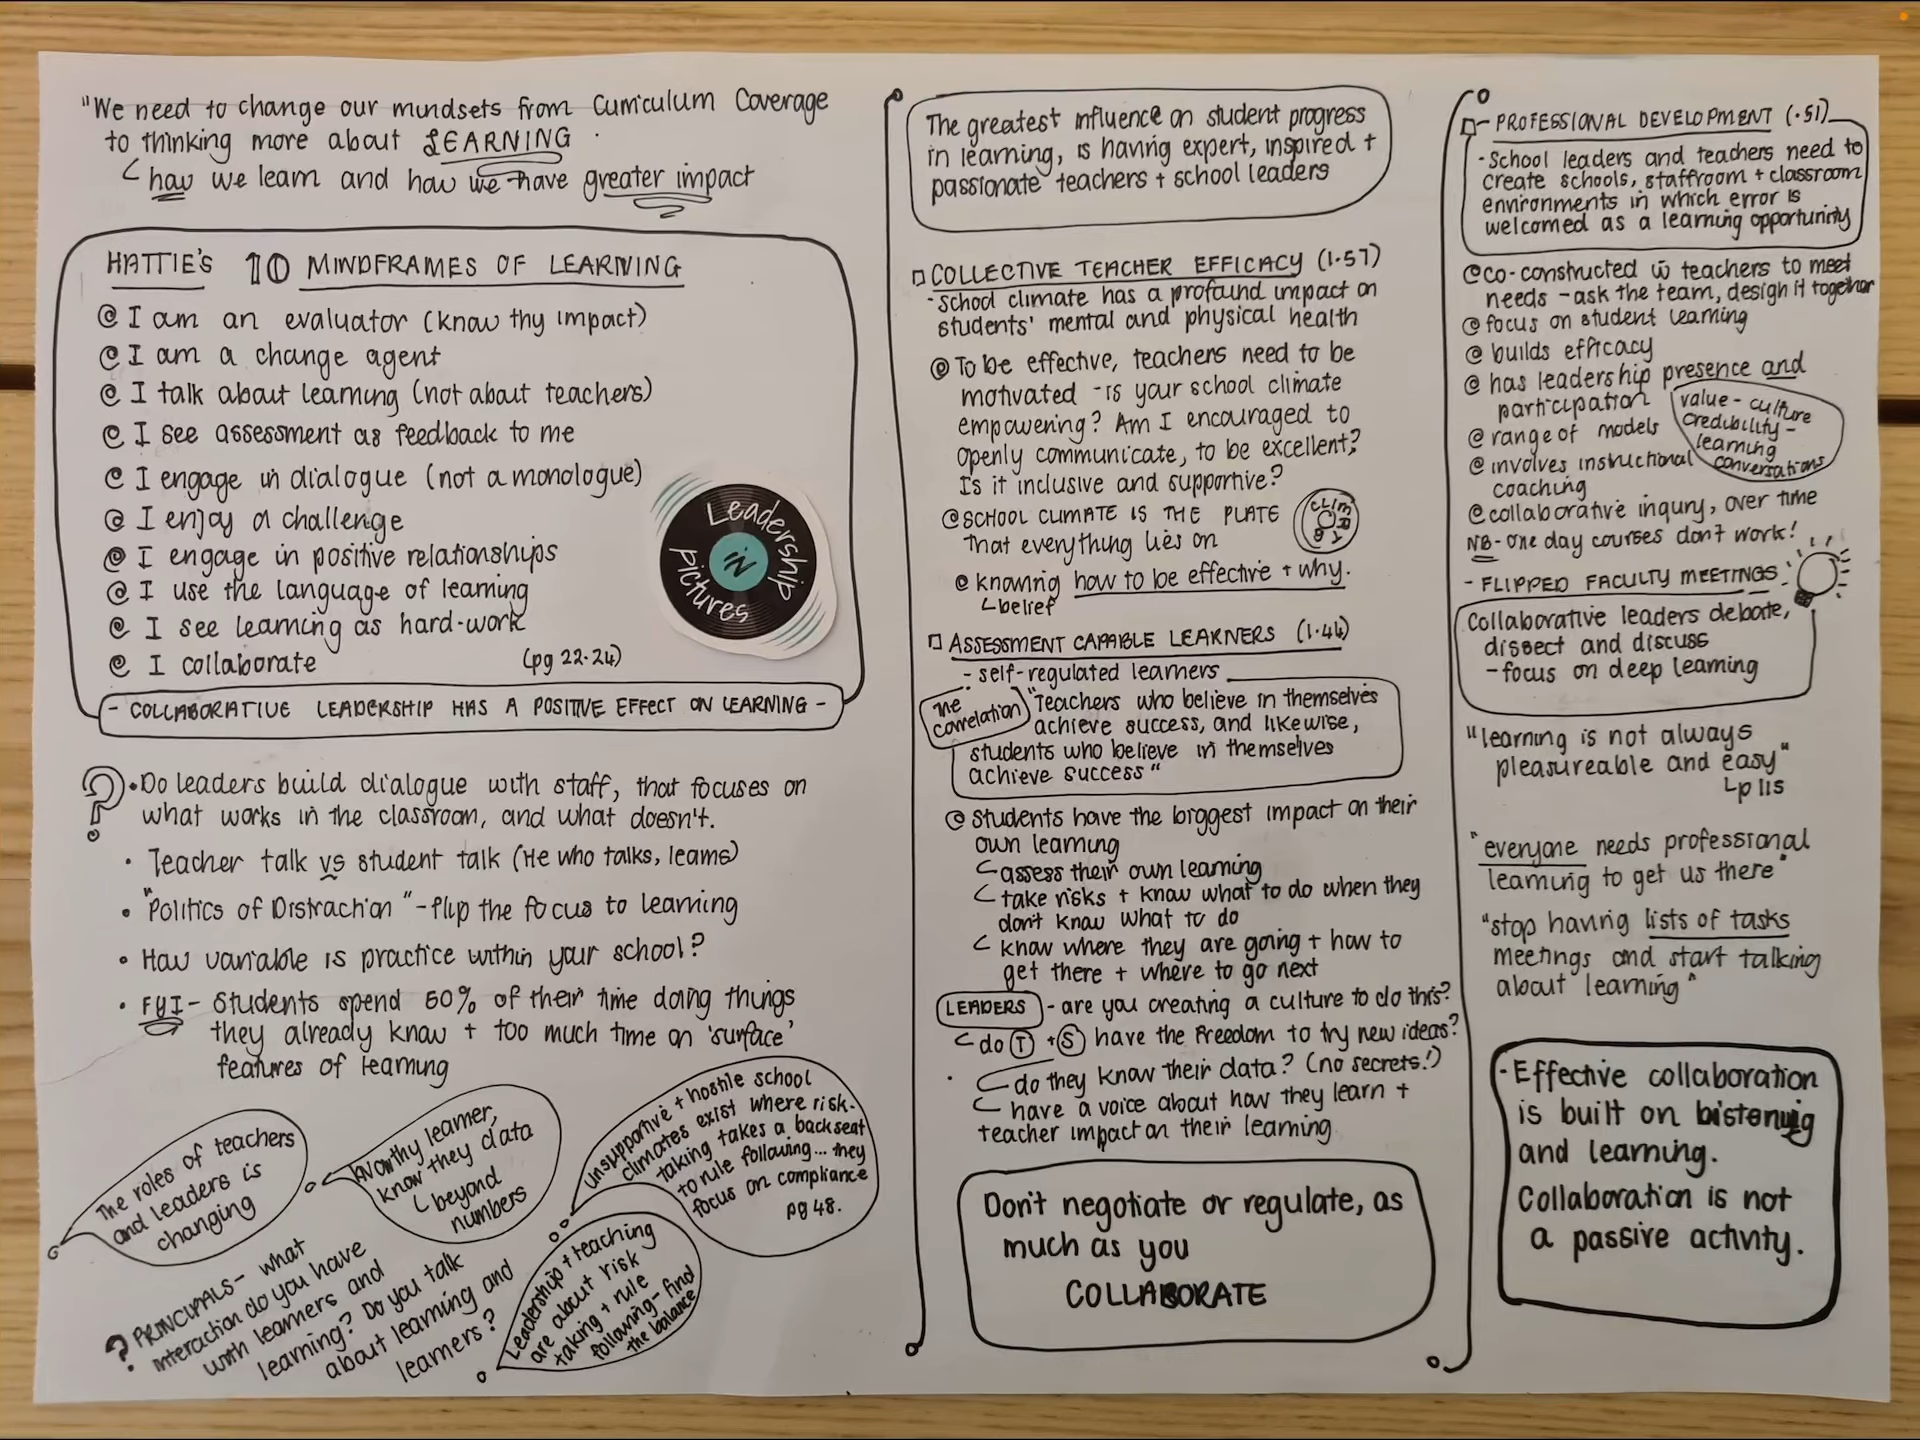 "We need to change our mindsets from Curriculum Coverage
to thinking more about LEARNING
how we learn and how we have greater impact
HATTIE'S 10 MINDFRAMES OF LEARNING
I am an evaluator (know thy impact)
I am a change agent
I talk about learning (not about teachers)
I see assessment as feedback to me
I engage in dialogue (not a monologue)
I enjoy a challenge
I engage in positive relationships
I use the language of learning
I see learning as hard-work
I collaborate (pg 22-24)
Leadership
in
pictures
- COLLABORATIVE LEADERSHIP HAS A POSITIVE EFFECT ON LEARNING -
? • Do leaders build dialogue with staff, that focuses on
what works in the classroom, and what doesn't.
• Teacher talk vs student talk (He who talks, learns)
• "Politics of Distraction" - flip the focus to learning
• How variable is practice within your school?
• FYI - Students spend 60% of their time doing things
they already know + too much time on 'surface'
features of learning
The roles of teachers
and leaders is
changing
Worthy learner,
know they data
beyond
numbers
unsupportive + hostile school
climates exist where risk-
taking takes a backseat
to rule following... they
focus on compliance
pg 48.
Leadership + teaching
are about risk
taking + rule
following - find
the balance
? PRINCIPALS - what
interaction do you have
with learners and
learning? Do you talk
about learning and
learners?
The greatest influence on student progress
in learning, is having expert, inspired +
passionate teachers + school leaders
COLLECTIVE TEACHER EFFICACY (1.57)
- School climate has a profound impact on
students' mental and physical health
To be effective, teachers need to be
motivated - is your school climate
empowering? Am I encouraged to
openly communicate, to be excellent?
Is it inclusive and supportive?
SCHOOL CLIMATE IS THE PLATE
that everything lies on
knowing how to be effective + why.
belief
ASSESSMENT CAPABLE LEARNERS (1.44)
- self-regulated learners
The
correlation
"Teachers who believe in themselves
achieve success, and likewise,
students who believe in themselves
achieve success"
Students have the biggest impact on their
own learning
assess their own learning
take risks + know what to do when they
don't know what to do
know where they are going + how to
get there + where to go next
LEADERS - are you creating a culture to do this?
do T + S have the freedom to try new ideas?
do they know their data? (no secrets!)
have a voice about how they learn +
teacher impact on their learning
Don't negotiate or regulate, as
much as you
COLLABORATE
- PROFESSIONAL DEVELOPMENT (.51)
- School leaders and teachers need to
create schools, staffroom + classroom
environments in which error is
welcomed as a learning opportunity
co-constructed w teachers to meet
needs - ask the team, design it together
focus on student learning
builds efficacy
has leadership presence and
participation
value - culture
credibility -
learning
conversations
range of models
involves instructional
coaching
collaborative inqury, over time
NB - One day courses don't work!
- FLIPPED FACULTY MEETINGS
Collaborative leaders debate,
dissect and discuss
- focus on deep learning
"learning is not always
pleasureable and easy"
p115
"everyone needs professional
learning to get us there"
"stop having lists of tasks
meetings and start talking
about learning"
• Effective collaboration
is built on listening
and learning.
Collaboration is not
a passive activity.